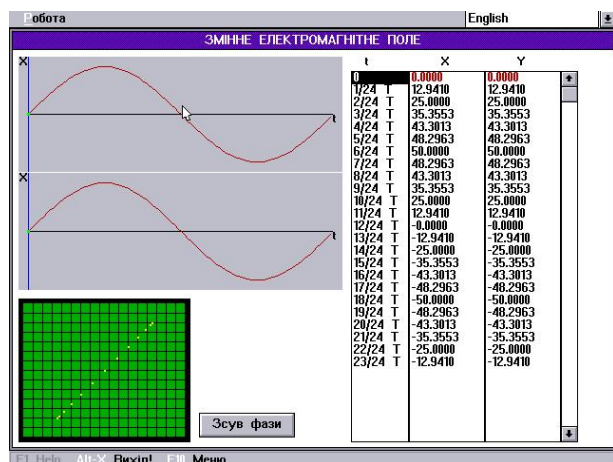 Робота English
ЗМІННЕ ЕЛЕКТРОМАГНІТНЕ ПОЛЕ
X
t
X
t
t X Y
0 0.0000 0.0000
1/24 T 12.9410 12.9410
2/24 T 25.0000 25.0000
3/24 T 35.3553 35.3553
4/24 T 43.3013 43.3013
5/24 T 48.2963 48.2963
6/24 T 50.0000 50.0000
7/24 T 48.2963 48.2963
8/24 T 43.3013 43.3013
9/24 T 35.3553 35.3553
10/24 T 25.0000 25.0000
11/24 T 12.9410 12.9410
12/24 T -0.0000 -0.0000
13/24 T -12.9410 -12.9410
14/24 T -25.0000 -25.0000
15/24 T -35.3553 -35.3553
16/24 T -43.3013 -43.3013
17/24 T -48.2963 -48.2963
18/24 T -50.0000 -50.0000
19/24 T -48.2963 -48.2963
20/24 T -43.3013 -43.3013
21/24 T -35.3553 -35.3553
22/24 T -25.0000 -25.0000
23/24 T -12.9410 -12.9410
Зсув фази
F1 Help Alt-X Вихід! F10 Меню